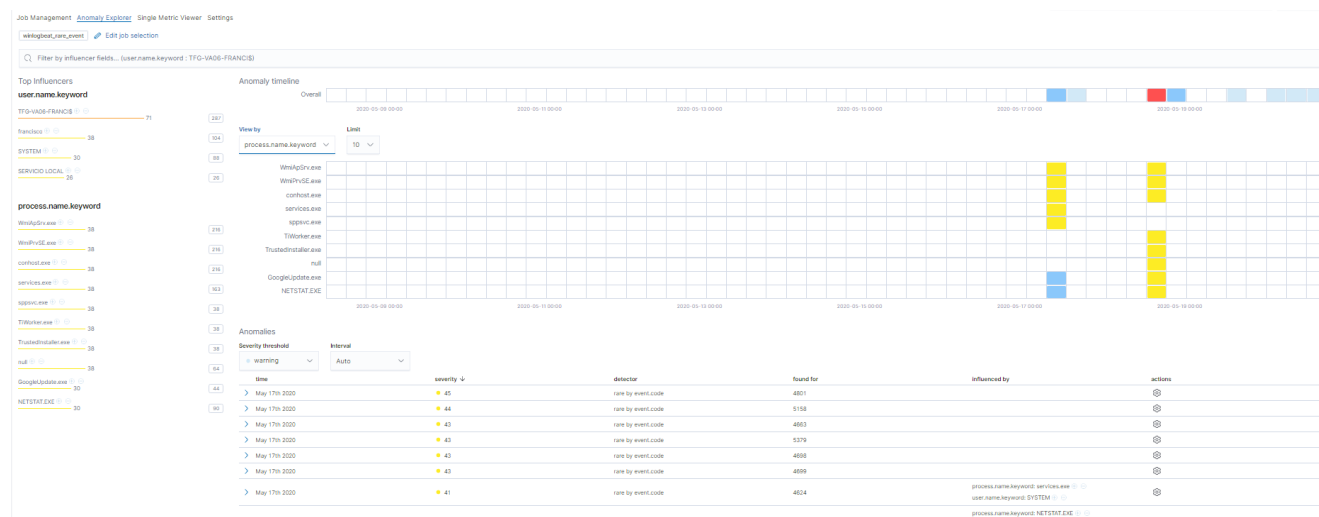 Job Management Anomaly Explorer Single Metric Viewer Settings
winlogbeat_rare_event Edit job selection
Filter by influencer fields... (user.name.keyword : TFG-VA06-FRANCI$)
Top Influencers
user.name.keyword
TFG-VA06-FRANCI$
71 287
francisco
38 104
SYSTEM
30 88
SERVICIO LOCAL
26 26
process.name.keyword
WmiApSrv.exe
38 216
WmiPrvSE.exe
38 216
conhost.exe
38 216
services.exe
38 163
sppsvc.exe
38 38
TiWorker.exe
38 38
TrustedInstaller.exe
38 38
null
38 64
GoogleUpdate.exe
30 44
NETSTAT.EXE
30 90
Anomaly timeline
Overall
2020-05-09 00:00 2020-05-11 00:00 2020-05-13 00:00 2020-05-15 00:00 2020-05-17 00:00 2020-05-19 00:00
View by Limit
process.name.keyword 10
WmiApSrv.exe
WmiPrvSE.exe
conhost.exe
services.exe
sppsvc.exe
TiWorker.exe
TrustedInstaller.exe
null
GoogleUpdate.exe
NETSTAT.EXE
2020-05-09 00:00 2020-05-11 00:00 2020-05-13 00:00 2020-05-15 00:00 2020-05-17 00:00 2020-05-19 00:00
Anomalies
Severity threshold Interval
warning Auto
time severity detector found for influenced by actions
May 17th 2020 45 rare by event.code 4801
May 17th 2020 44 rare by event.code 5158
May 17th 2020 43 rare by event.code 4663
May 17th 2020 43 rare by event.code 5379
May 17th 2020 43 rare by event.code 4698
May 17th 2020 43 rare by event.code 4699
May 17th 2020 41 rare by event.code 4624 process.name.keyword: services.exe
user.name.keyword: SYSTEM
process.name.keyword: NETSTAT.EXE